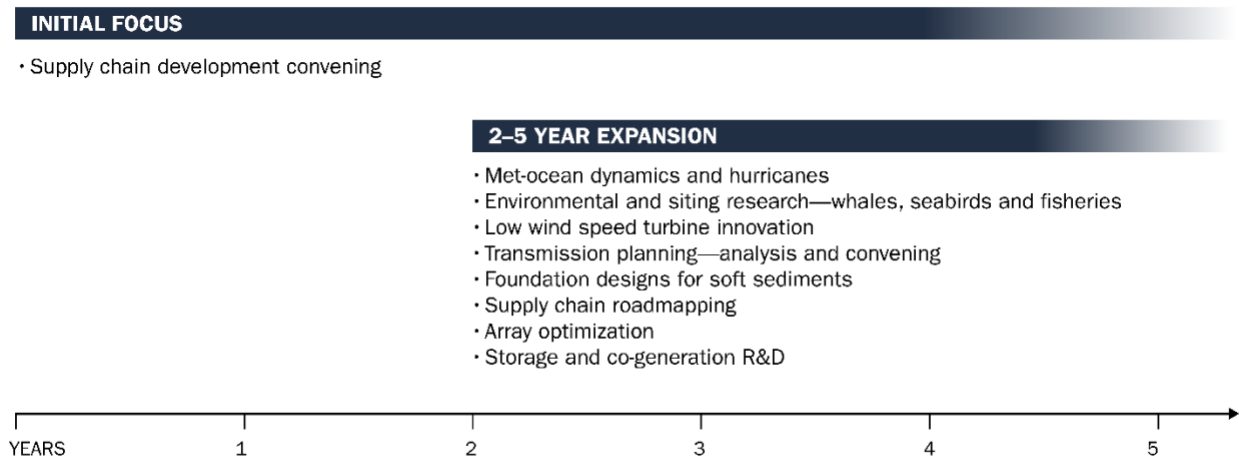 INITIAL FOCUS
· Supply chain development convening
2–5 YEAR EXPANSION
· Met-ocean dynamics and hurricanes
· Environmental and siting research—whales, seabirds and fisheries
· Low wind speed turbine innovation
· Transmission planning—analysis and convening
· Foundation designs for soft sediments
· Supply chain roadmapping
· Array optimization
· Storage and co-generation R&D
YEARS 1 2 3 4 5